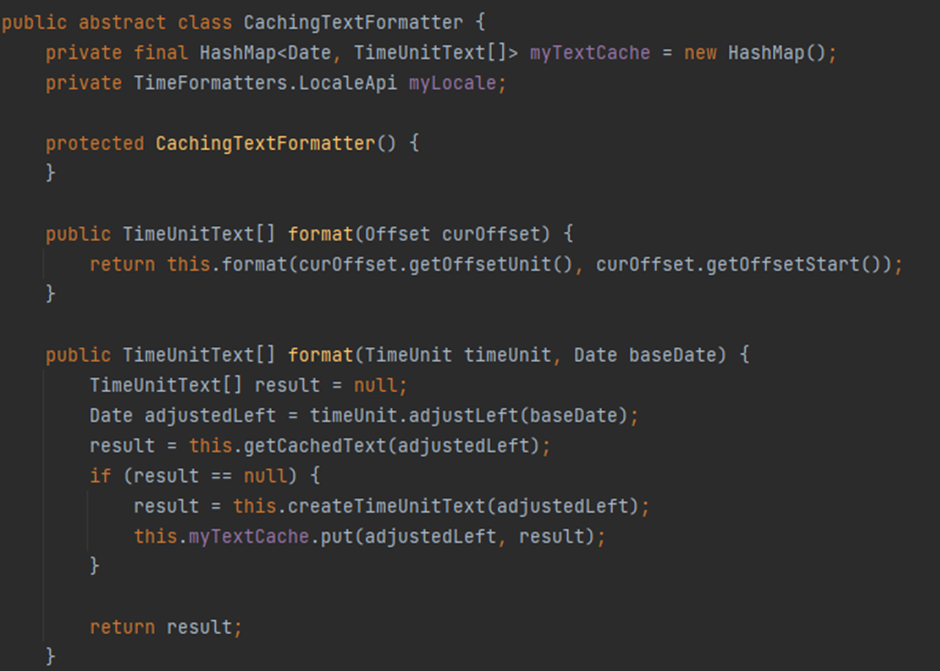 public abstract class CachingTextFormatter {
    private final HashMap<Date, TimeUnitText[]> myTextCache = new HashMap();
    private TimeFormatters.LocaleApi myLocale;

    protected CachingTextFormatter() {
    }

    public TimeUnitText[] format(Offset curOffset) {
        return this.format(curOffset.getOffsetUnit(), curOffset.getOffsetStart());
    }

    public TimeUnitText[] format(TimeUnit timeUnit, Date baseDate) {
        TimeUnitText[] result = null;
        Date adjustedLeft = timeUnit.adjustLeft(baseDate);
        result = this.getCachedText(adjustedLeft);
        if (result == null) {
            result = this.createTimeUnitText(adjustedLeft);
            this.myTextCache.put(adjustedLeft, result);
        }

        return result;
    }